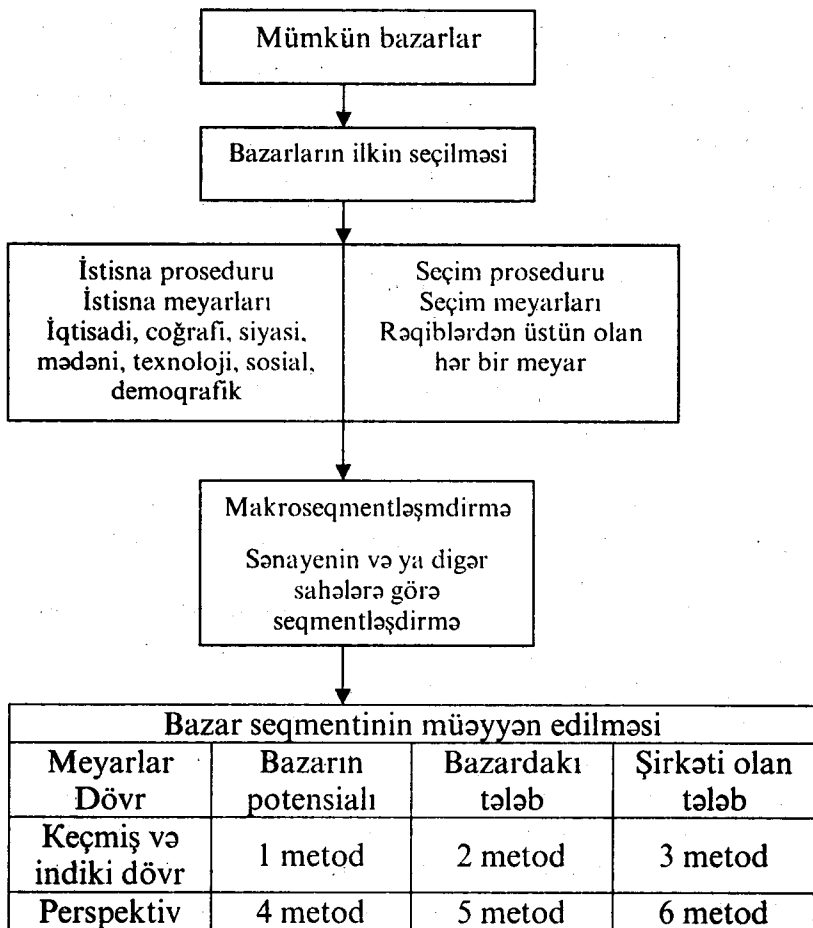 Mümkün bazarlar
Bazarların ilkin seçilməsi
İstisna proseduru
İstisna meyarları
İqtisadi, coğrafi, siyasi,
mədəni, texnoloji, sosial,
demoqrafik
Seçim proseduru
Seçim meyarları
Rəqiblərdən üstün olan
hər bir meyar
Makroseqmentləşmdirmə
Sənayenin və ya digər
sahələrə görə
seqmentləşdirmə
Bazar seqmentinin müəyyən edilməsi
Meyarlar
Dövr
Bazarın
potensialı
Bazardakı
tələb
Şirkəti olan
tələb
Keçmiş və
indiki dövr
1 metod
2 metod
3 metod
Perspektiv
4 metod
5 metod
6 metod